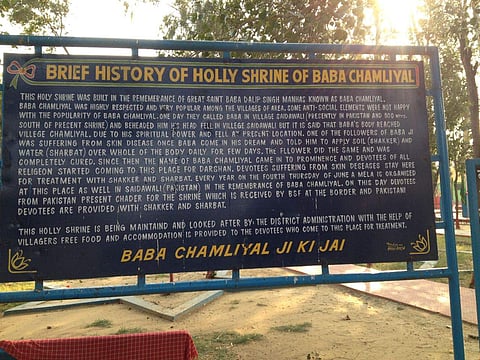 BRIEF HISTORY OF HOLLY SHRINE OF BABA CHAMLIYAL
THIS HOLY SHRINE WAS BUILT IN THE REMEMERANCE OF GREAT SAINT BABA DALIP SINGH MANHAS KNOWN AS BABA CHAMLIYAL.
BABA CHAMLIYAL WAS HIGHLY RESPECTED AND V'RY POPULAR AMONG THE VILLAGES OF AREA, SOME ANTI-SOCIAL ELEMENTS WERE NOT HAPPY
WITH THE POPULARITY OF BABA CHAMLIYAL. ONE DAY THEY CALLED BABA IN VILLAGE SAIDAWALI (PRESENTLY IN PAKISTAN AND 500 MTRS.
SOUTH OF PRESENT SHRINE) AND BEHEADED HIM HIS HEAD FELL IN VILLAGE SAIDAWALI BUT IT IS SAID THAT BABA'S BODY REACHED
VILLAGE CHAMLIYAL, DUE TO HIS SPIRITUAL POWER AND FELL AT PRESENT LOCATION. ONE OF THE FOLLOWERS OF BABA JI
WAS SUFFERING FROM SKIN DISEASE ONCE BABA COME IN HIS DREAM AND TOLD HIM TO APPLY SOIL (SHAKKER) AND
WATER (SHARBAT) OVER WHOLE OF THE BODY DAILY FOR FEW DAYS. THE FELLOWER DID THE SAME AND WAS
COMPLETELY CURED. SINCE THEN THE NAME OF BABA CHAMLIYAL CAME IN TO PROMINENCE AND DEVOTEES OF ALL
RELIGEON STARTED COMING TO THIS PLACE FOR DARSHAN, DEVOTEES SUFFERING FROM SKIN DESEASES STAY HERE
FOR TREATMENT WITH SHAKKER AND SHARBAT. EVERY YEAR ON THE FOURTH THURSDAY OF JUNE A MELA IS ORGANISED
AT THIS PLACE AS WELL IN SAIDAWALI (PAKISTAN) IN THE REMEMBERANCE OF BABA CHAMLIYAL, ON THIS DAY DEVOTEES
FROM PAKISTAN PRESENT CHADER FOR THE SHRINE WHICH IS RECEIVED BY BSF AT THE BORDER AND PAKISTANI
DEVOTEES ARE PROVIDED WITH SHAKKER AND SHARBAT.
THIS HOLLY SHRINE IS BEING MAINTAIND AND LOOKED AFTER BY THE DISTRICT ADMINISTRATION WITH THE HELP OF
VILLAGERS FREE FOOD AND ACCOMMODATION IS PROVIDED TO THE DEVOTEES WHO COME TO THIS PLACE FOR TREATMENT.
BABA CHAMLIYAL JI KI JAI